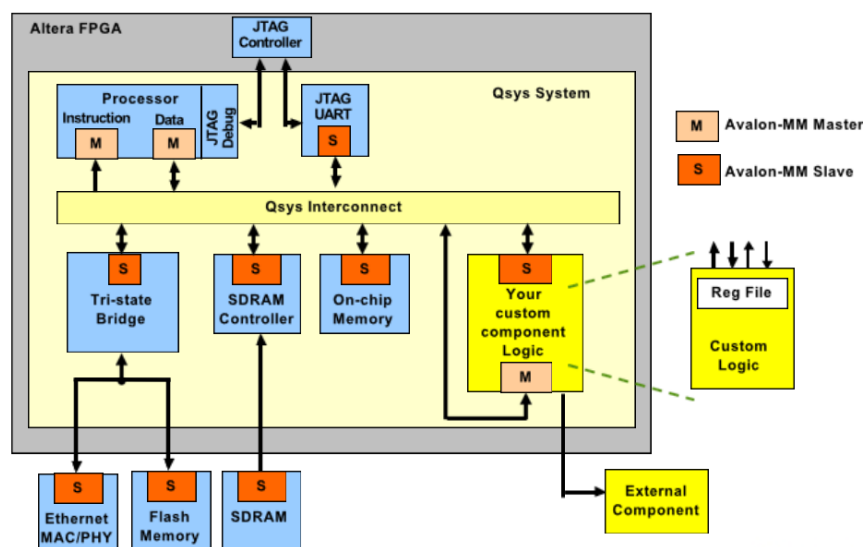 Altera FPGA
JTAG
Controller
Qsys System
Processor
Instruction
Data
M
M
JTAG
Debug
JTAG
UART
S
M
Avalon-MM Master
S
Avalon-MM Slave
Qsys Interconnect
S
Tri-state
Bridge
S
SDRAM
Controller
S
On-chip
Memory
S
Your
custom
component
Logic
M
Reg File
Custom
Logic
S
Ethernet
MAC/PHY
S
Flash
Memory
S
SDRAM
External
Component